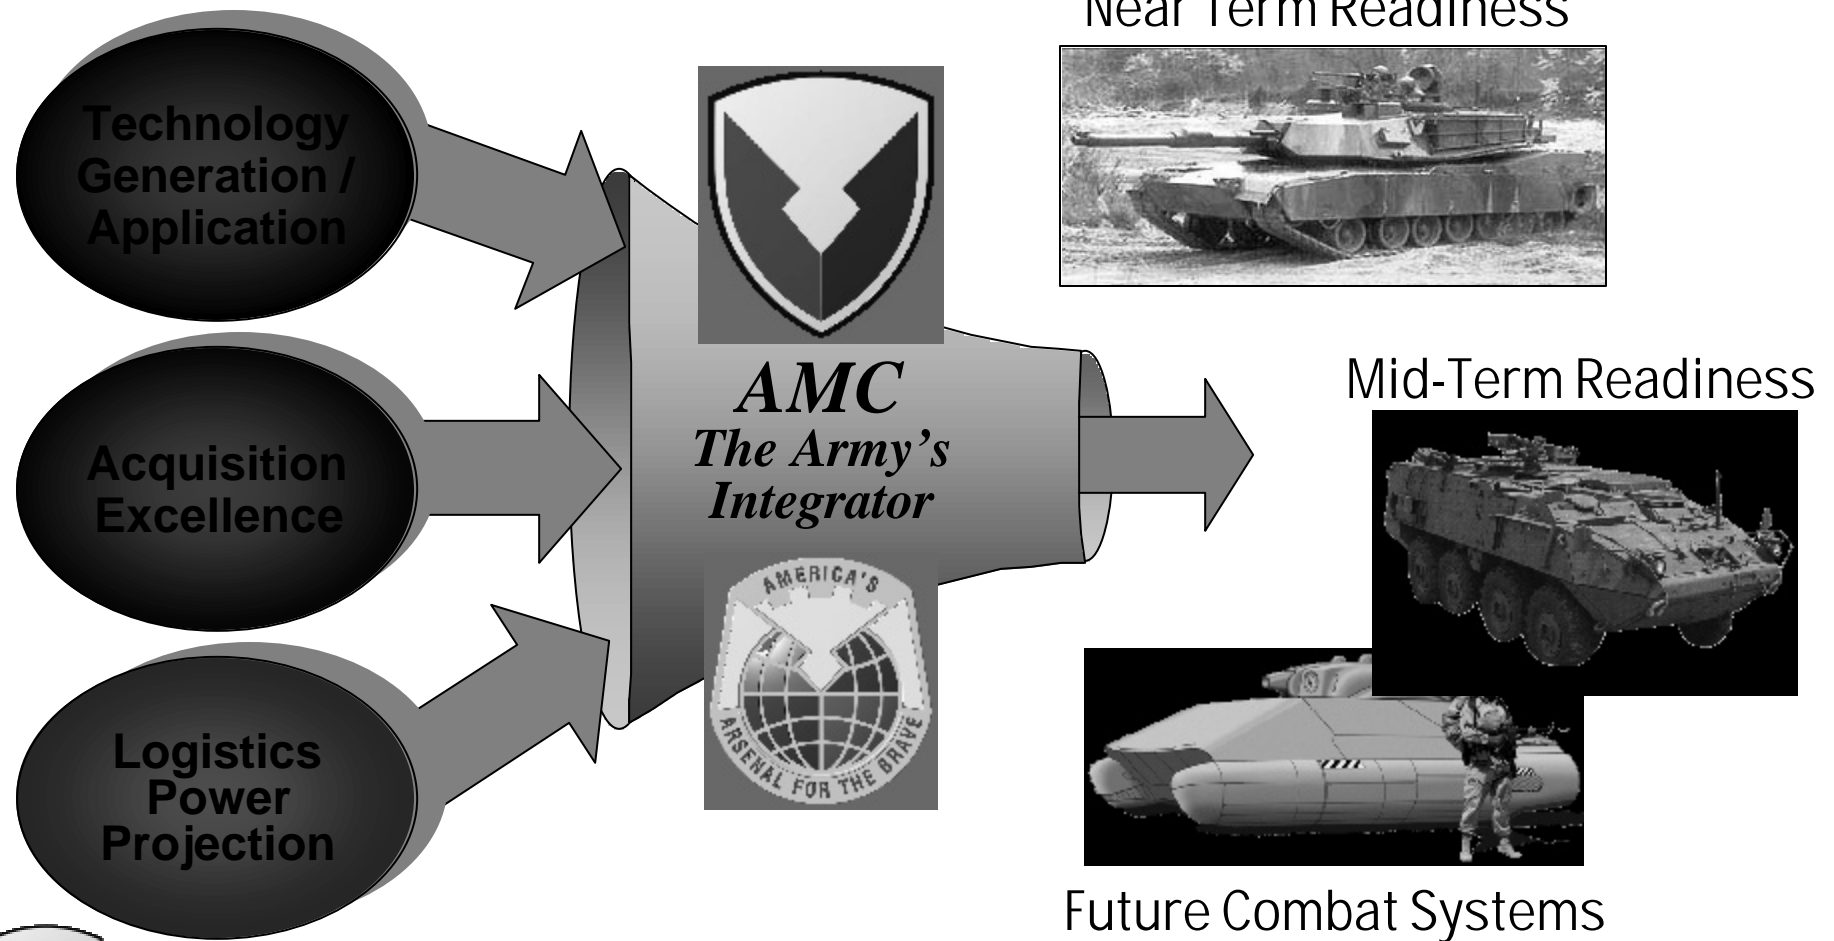 Technology
Generation /
Application
Acquisition
Excellence
Logistics
Power
Projection
AMC
The Army's
Integrator
AMERICA'S
ARSENAL FOR THE BRAVE
Near Term Readiness
Mid-Term Readiness
Future Combat Systems